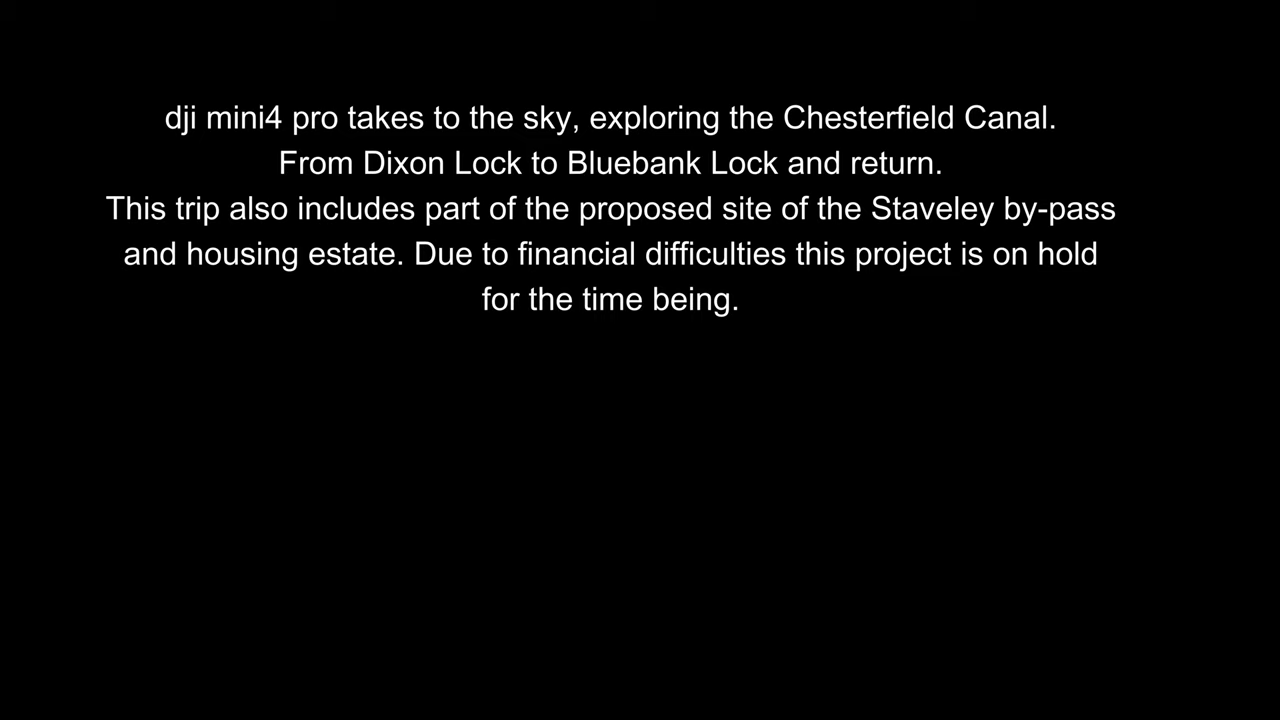 dji mini4 pro takes to the sky, exploring the Chesterfield Canal.
From Dixon Lock to Bluebank Lock and return.
This trip also includes part of the proposed site of the Staveley by-pass
and housing estate. Due to financial difficulties this project is on hold
for the time being.